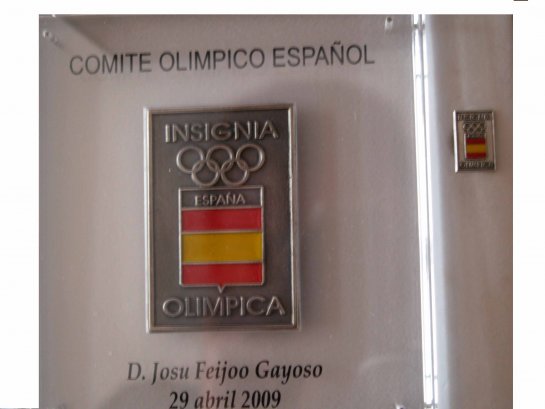 COMITE OLIMPICO ESPAÑOL
INSIGNIA
ESPAÑA
OLIMPICA
D. Josu Feijoo Gayoso
29 abril 2009